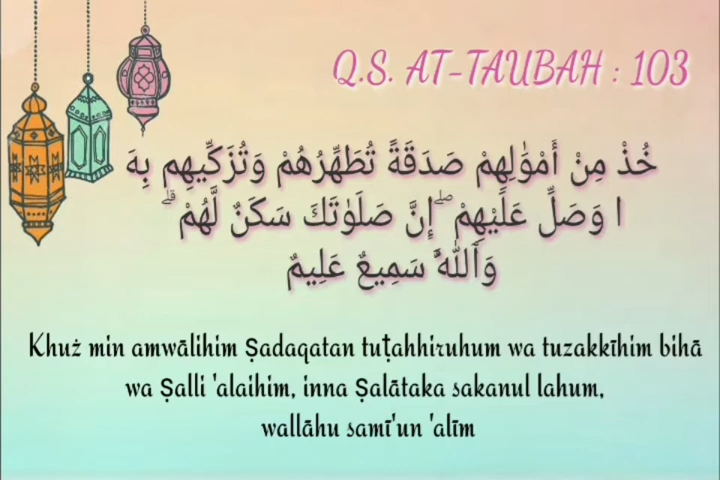 Q.S. AT-TAUBAH : 103
خُذْ مِنْ أَمْوَٰلِهِمْ صَدَقَةً تُطَهِّرُهُمْ وَتُزَكِّيهِم بِهَ
ا وَصَلِّ عَلَيْهِمْ ۖ إِنَّ صَلَوٰتَكَ سَكَنٌ لَّهُمْ ۗ
وَٱللَّهُ سَمِيعٌ عَلِيمٌ
Khuż min amwālihim ṣadaqatan tuṭahhiruhum wa tuzakkīhim bihā
wa ṣalli 'alaihim, inna ṣalātaka sakanul lahum,
wallāhu samī'un 'alīm